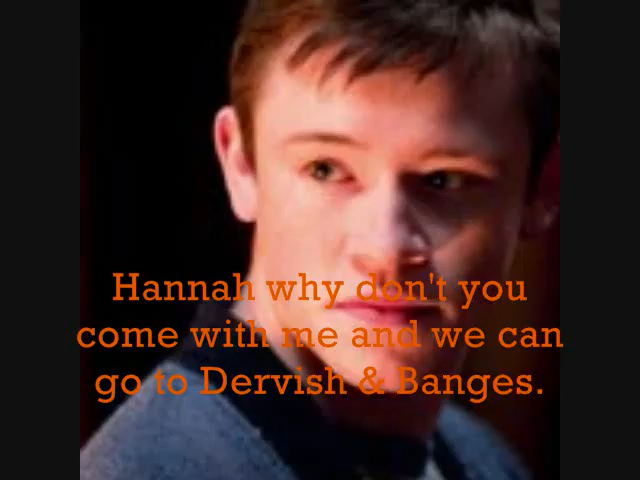 Hannah why don't you
come with me and we can
go to Dervish & Banges.